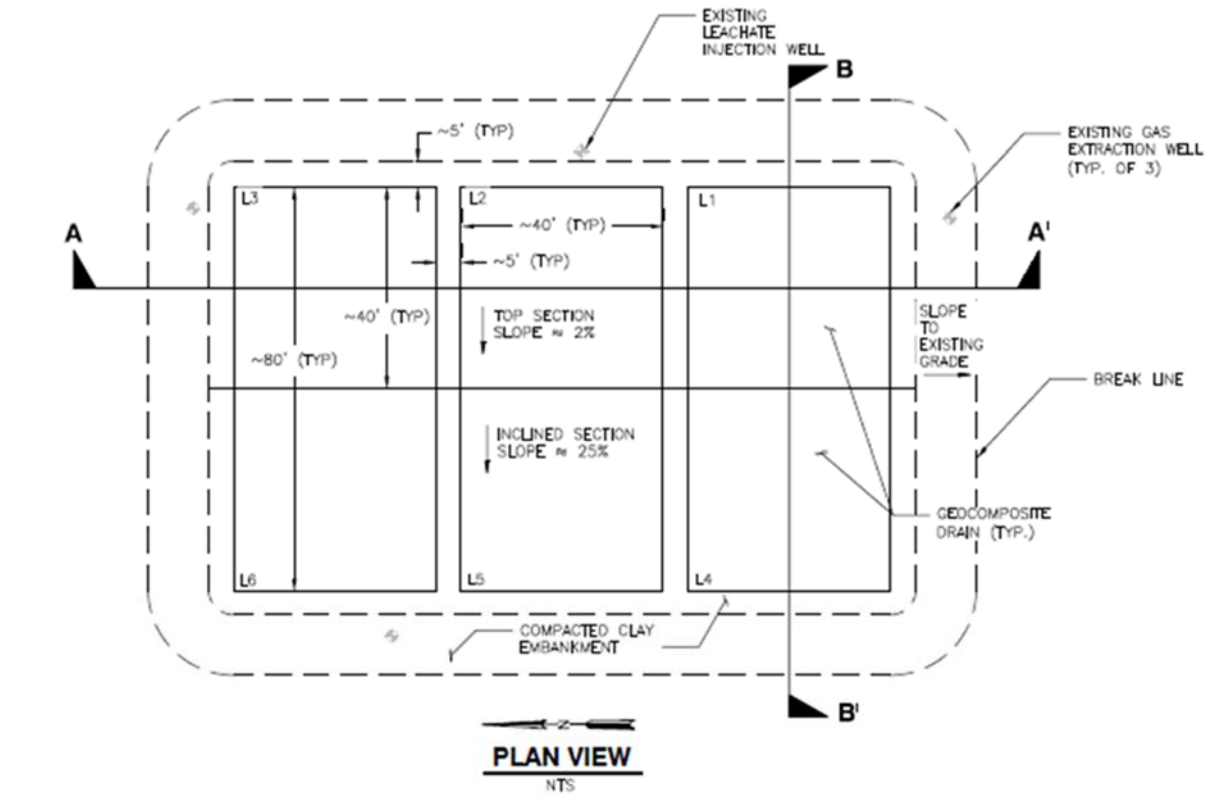 EXISTING
LEACHATE
INJECTION WELL
B
~5' (TYP)
EXISTING GAS
EXTRACTION WELL
(TYP. OF 3)
L3
L2
L1
~40' (TYP)
A
A'
~5' (TYP)
~40' (TYP)
TOP SECTION
SLOPE ≈ 2%
SLOPE
TO
EXISTING
GRADE
~80' (TYP)
BREAK LINE
INCLINED SECTION
SLOPE ≈ 25%
GEOCOMPOSITE
DRAIN (TYP.)
L6
L5
L4
COMPACTED CLAY
EMBANKMENT
B'
N
PLAN VIEW
NTS